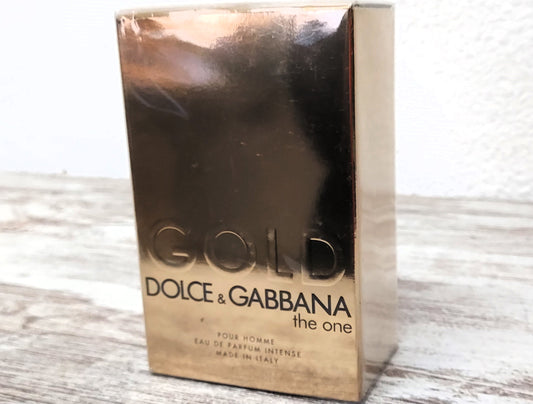 GOLD
DOLCE & GABBANA
the one
POUR HOMME
EAU DE PARFUM INTENSE
MADE IN ITALY